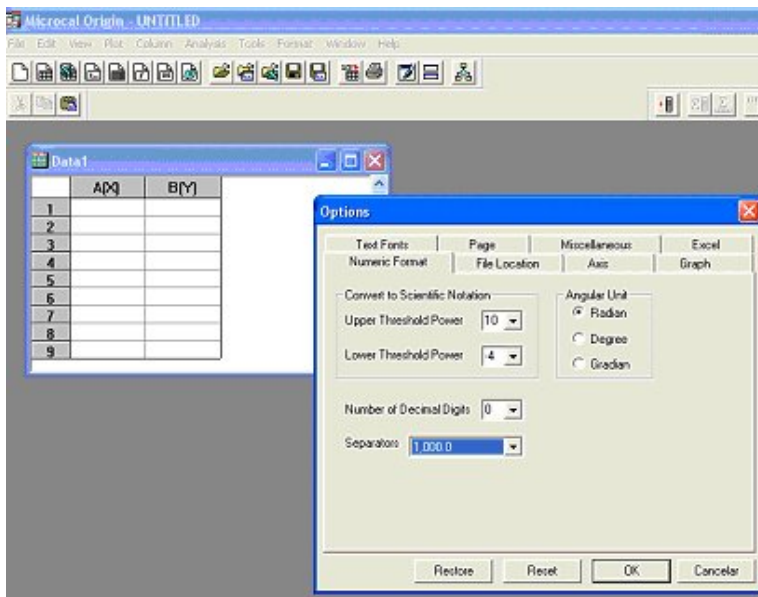 Microcal Origin - UNTITLED
File Edit View Plot Column Analysis Tools Format Window Help
Data1
A(X) B(Y)
1
2
3
4
5
6
7
8
9
Options
Text Fonts Page Miscellaneous Excel
Numeric Format File Location Axis Graph
Convert to Scientific Notation
Upper Threshold Power 10
Lower Threshold Power -4
Angular Unit
Radian
Degree
Gradian
Number of Decimal Digits 0
Separators 1,000.0
Restore Reset OK Cancelar